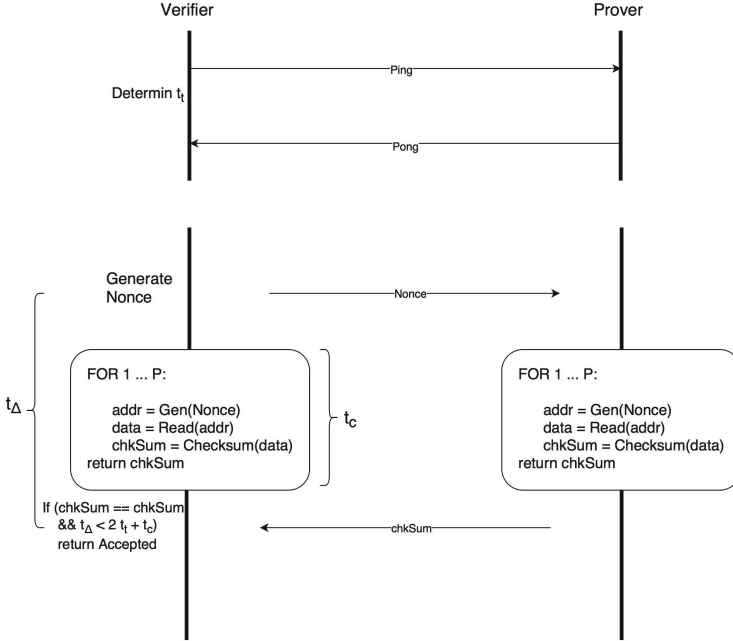 Verifier
Prover
Ping
Determin tₜ
Pong
Generate
Nonce
Nonce
FOR 1 ... P:
addr = Gen(Nonce)
data = Read(addr)
chkSum = Checksum(data)
return chkSum
t_c
t_Δ
FOR 1 ... P:
addr = Gen(Nonce)
data = Read(addr)
chkSum = Checksum(data)
return chkSum
If (chkSum == chkSum
&& t_Δ < 2 tₜ + t_c)
return Accepted
chkSum